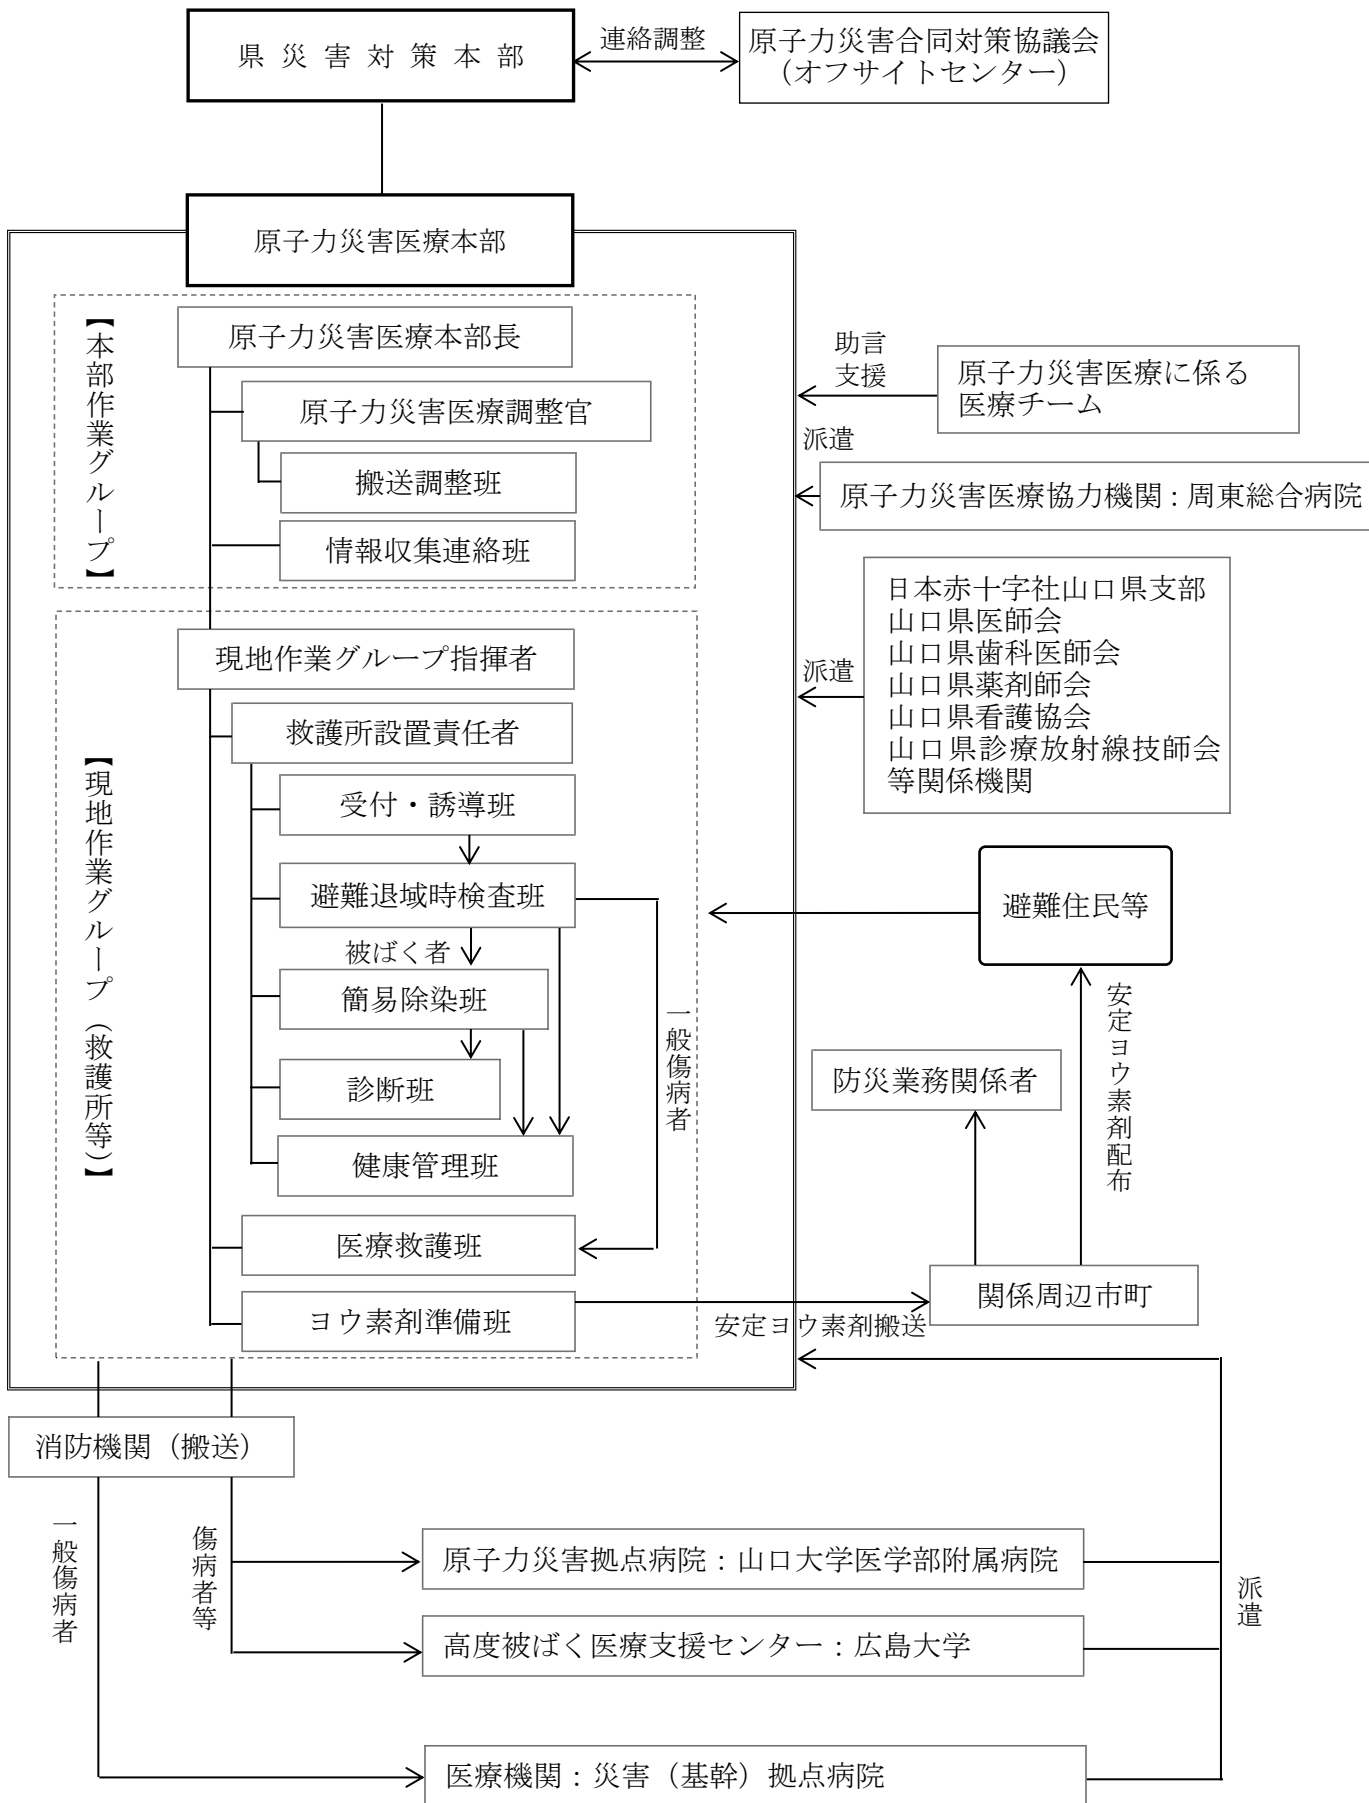 県災害対策本部
連絡調整
原子力災害合同対策協議会
（オフサイトセンター）
原子力災害医療本部
【本部作業グループ】
原子力災害医療本部長
原子力災害医療調整官
搬送調整班
情報収集連絡班
助言
支援
原子力災害医療に係る
医療チーム
派遣
原子力災害医療協力機関：周東総合病院
派遣
日本赤十字社山口県支部
山口県医師会
山口県歯科医師会
山口県薬剤師会
山口県看護協会
山口県診療放射線技師会
等関係機関
【現地作業グループ（救護所等）】
現地作業グループ指揮者
救護所設置責任者
受付・誘導班
避難退域時検査班
被ばく者
簡易除染班
診断班
健康管理班
一般傷病者
医療救護班
ヨウ素剤準備班
避難住民等
安定ヨウ素剤配布
防災業務関係者
関係周辺市町
安定ヨウ素剤搬送
消防機関（搬送）
一般傷病者
傷病者等
原子力災害拠点病院：山口大学医学部附属病院
高度被ばく医療支援センター：広島大学
医療機関：災害（基幹）拠点病院
派遣